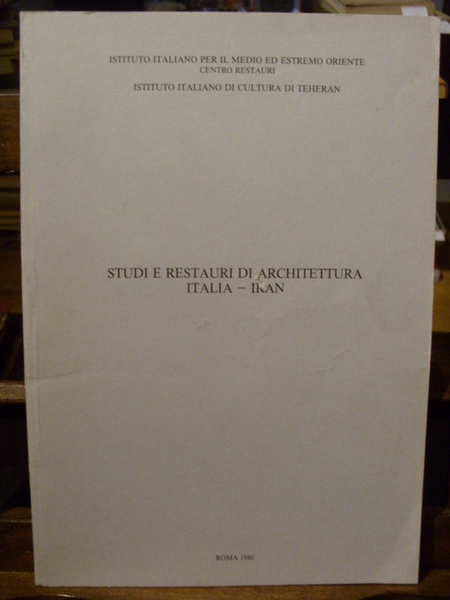 ISTITUTO ITALIANO PER IL MEDIO ED ESTREMO ORIENTE
CENTRO RESTAURI
ISTITUTO ITALIANO DI CULTURA DI TEHERAN
STUDI E RESTAURI DI ARCHITETTURA
ITALIA – IRAN
ROMA 1980